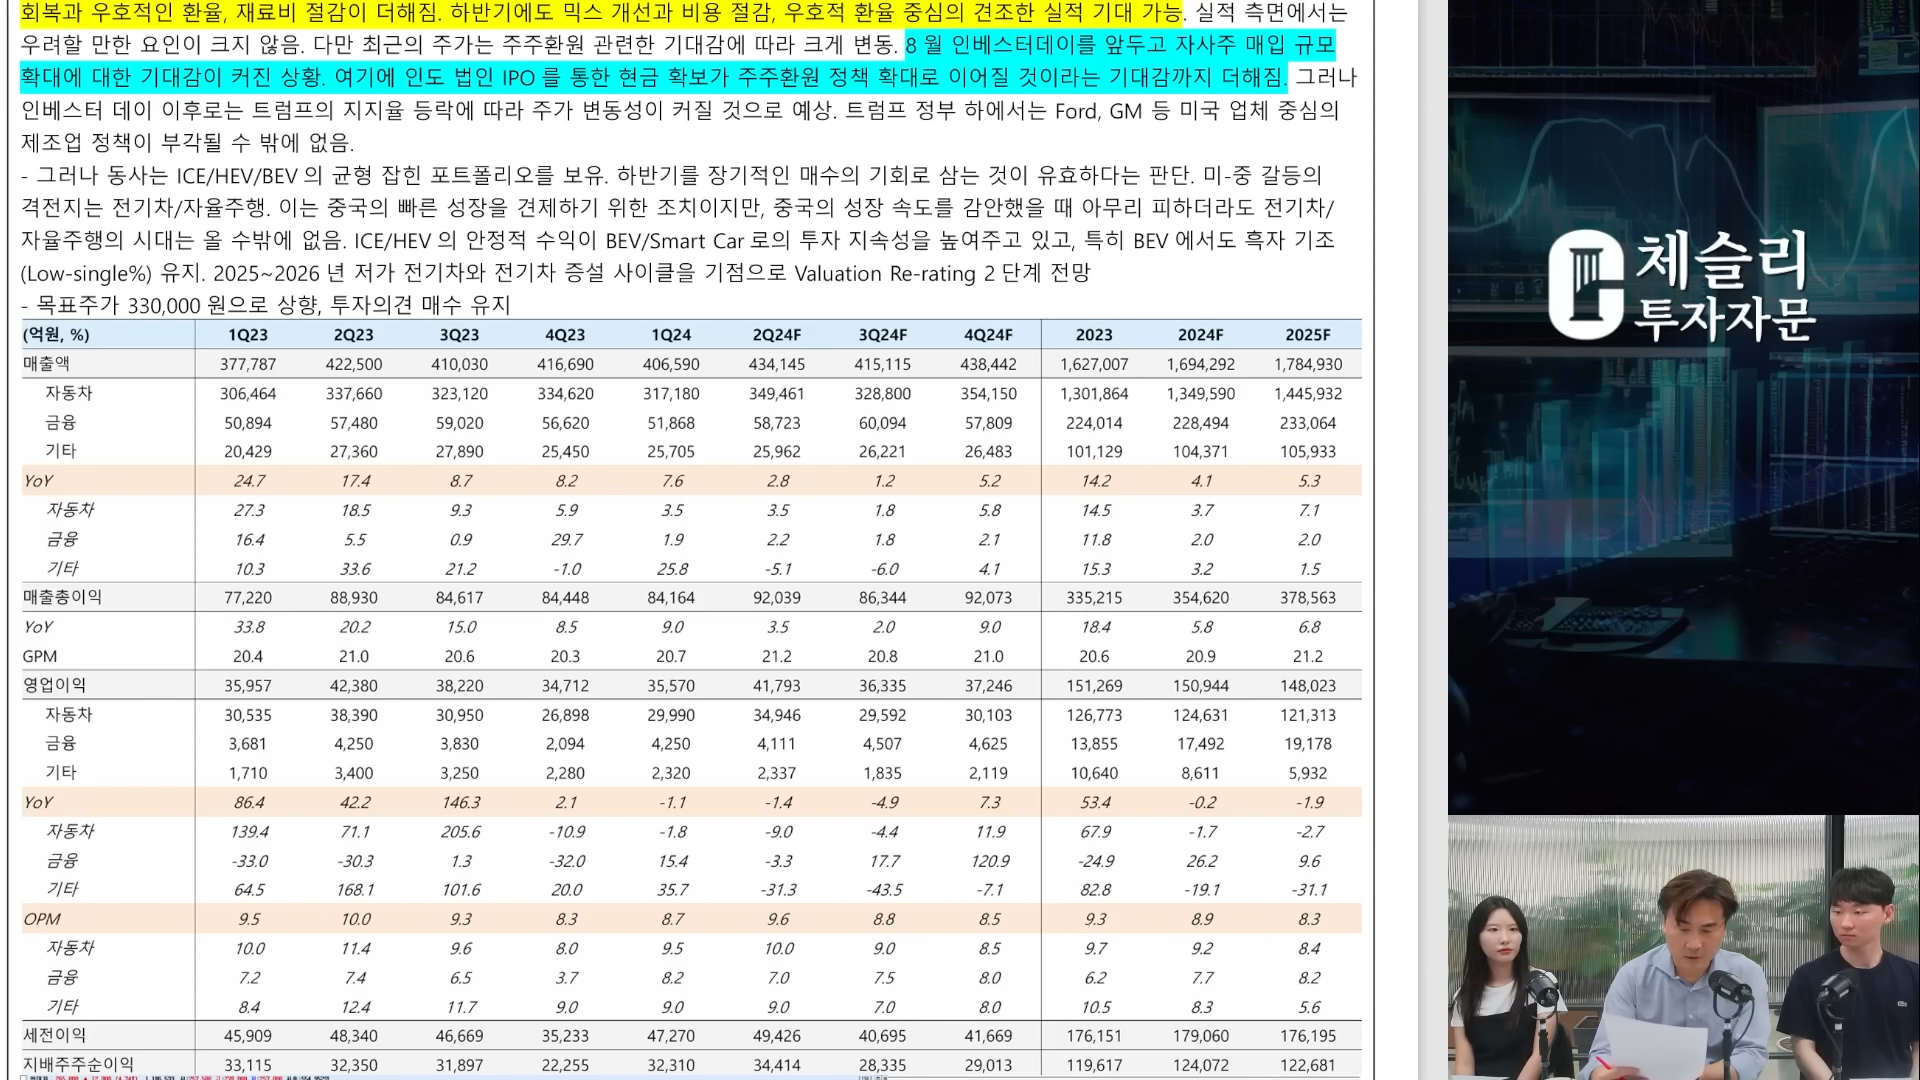 회복과 우호적인 환율, 재료비 절감이 더해짐. 하반기에도 믹스 개선과 비용 절감, 우호적 환율 중심의 견조한 실적 기대 가능. 실적 측면에서는
우려할 만한 요인이 크지 않음. 다만 최근의 주가는 주주환원 관련한 기대감에 따라 크게 변동. 8 월 인베스터데이를 앞두고 자사주 매입 규모
확대에 대한 기대감이 커진 상황. 여기에 인도 법인 IPO 를 통한 현금 확보가 주주환원 정책 확대로 이어질 것이라는 기대감까지 더해짐. 그러나
인베스터 데이 이후로는 트럼프의 지지율 등락에 따라 주가 변동성이 커질 것으로 예상. 트럼프 정부 하에서는 Ford, GM 등 미국 업체 중심의
제조업 정책이 부각될 수 밖에 없음.
- 그러나 동사는 ICE/HEV/BEV 의 균형 잡힌 포트폴리오를 보유. 하반기를 장기적인 매수의 기회로 삼는 것이 유효하다는 판단. 미-중 갈등의
격전지는 전기차/자율주행. 이는 중국의 빠른 성장을 견제하기 위한 조치이지만, 중국의 성장 속도를 감안했을 때 아무리 피하더라도 전기차/
자율주행의 시대는 올 수밖에 없음. ICE/HEV 의 안정적 수익이 BEV/Smart Car 로의 투자 지속성을 높여주고 있고, 특히 BEV 에서도 흑자 기조
(Low-single%) 유지. 2025~2026 년 저가 전기차와 전기차 증설 사이클을 기점으로 Valuation Re-rating 2 단계 전망
- 목표주가 330,000 원으로 상향, 투자의견 매수 유지
(억원, %) 1Q23 2Q23 3Q23 4Q23 1Q24 2Q24F 3Q24F 4Q24F 2023 2024F 2025F
매출액 377,787 422,500 410,030 416,690 406,590 434,145 415,115 438,442 1,627,007 1,694,292 1,784,930
자동차 306,464 337,660 323,120 334,620 317,180 349,461 328,800 354,150 1,301,864 1,349,590 1,445,932
금융 50,894 57,480 59,020 56,620 51,868 58,723 60,094 57,809 224,014 228,494 233,064
기타 20,429 27,360 27,890 25,450 25,705 25,962 26,221 26,483 101,129 104,371 105,933
YoY 24.7 17.4 8.7 8.2 7.6 2.8 1.2 5.2 14.2 4.1 5.3
자동차 27.3 18.5 9.3 5.9 3.5 3.5 1.8 5.8 14.5 3.7 7.1
금융 16.4 5.5 0.9 29.7 1.9 2.2 1.8 2.1 11.8 2.0 2.0
기타 10.3 33.6 21.2 -1.0 25.8 -5.1 -6.0 4.1 15.3 3.2 1.5
매출총이익 77,220 88,930 84,617 84,448 84,164 92,039 86,344 92,073 335,215 354,620 378,563
YoY 33.8 20.2 15.0 8.5 9.0 3.5 2.0 9.0 18.4 5.8 6.8
GPM 20.4 21.0 20.6 20.3 20.7 21.2 20.8 21.0 20.6 20.9 21.2
영업이익 35,957 42,380 38,220 34,712 35,570 41,793 36,335 37,246 151,269 150,944 148,023
자동차 30,535 38,390 30,950 26,898 29,990 34,946 29,592 30,103 126,773 124,631 121,313
금융 3,681 4,250 3,830 2,094 4,250 4,111 4,507 4,625 13,855 17,492 19,178
기타 1,710 3,400 3,250 2,280 2,320 2,337 1,835 2,119 10,640 8,611 5,932
YoY 86.4 42.2 146.3 2.1 -1.1 -1.4 -4.9 7.3 53.4 -0.2 -1.9
자동차 139.4 71.1 205.6 -10.9 -1.8 -9.0 -4.4 11.9 67.9 -1.7 -2.7
금융 -33.0 -30.3 1.3 -32.0 15.4 -3.3 17.7 120.9 -24.9 26.2 9.6
기타 64.5 168.1 101.6 20.0 35.7 -31.3 -43.5 -7.1 82.8 -19.1 -31.1
OPM 9.5 10.0 9.3 8.3 8.7 9.6 8.8 8.5 9.3 8.9 8.3
자동차 10.0 11.4 9.6 8.0 9.5 10.0 9.0 8.5 9.7 9.2 8.4
금융 7.2 7.4 6.5 3.7 8.2 7.0 7.5 8.0 6.2 7.7 8.2
기타 8.4 12.4 11.7 9.0 9.0 9.0 7.0 8.0 10.5 8.3 5.6
세전이익 45,909 48,340 46,669 35,233 47,270 49,426 40,695 41,669 176,151 179,060 176,195
지배주주순이익 33,115 32,350 31,897 22,255 32,310 34,414 28,335 29,013 119,617 124,072 122,681
체슬리
투자자문